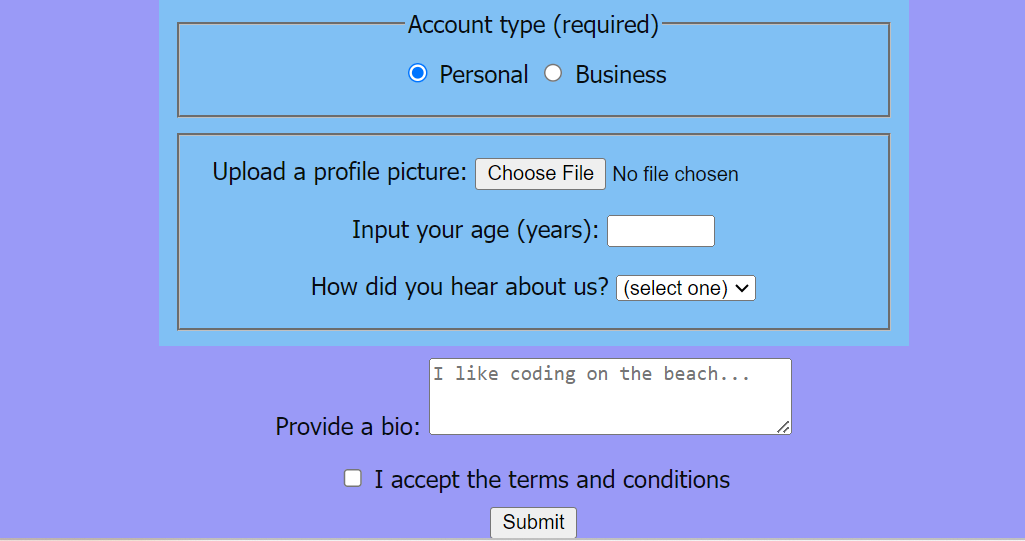 Account type (required)
Personal Business
Upload a profile picture: Choose File No file chosen
Input your age (years):
How did you hear about us? (select one)
I like coding on the beach...
Provide a bio:
I accept the terms and conditions
Submit